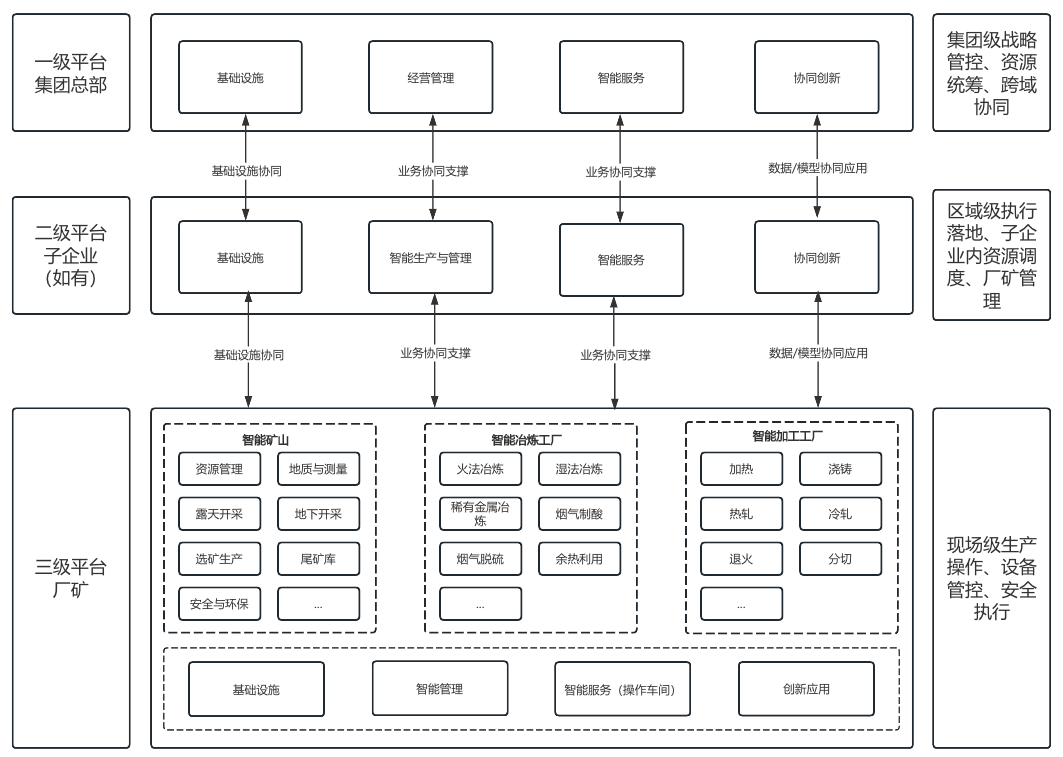 一级平台
集团总部
基础设施
经营管理
智能服务
协同创新
集团级战略
管控、资源
统筹、跨域
协同
基础设施协同
业务协同支撑
业务协同支撑
数据/模型协同应用
二级平台
子企业
（如有）
基础设施
智能生产与管理
智能服务
协同创新
区域级执行
落地、子企
业内资源调
度、厂矿管
理
基础设施协同
业务协同支撑
业务协同支撑
数据/模型协同应用
三级平台
厂矿
智能矿山
资源管理
地质与测量
露天开采
地下开采
选矿生产
尾矿库
安全与环保
...
智能冶炼工厂
火法冶炼
湿法冶炼
稀有金属冶
炼
烟气制酸
烟气脱硫
余热利用
...
智能加工工厂
加热
浇铸
热轧
冷轧
退火
分切
...
基础设施
智能管理
智能服务（操作车间）
创新应用
现场级生产
操作、设备
管控、安全
执行